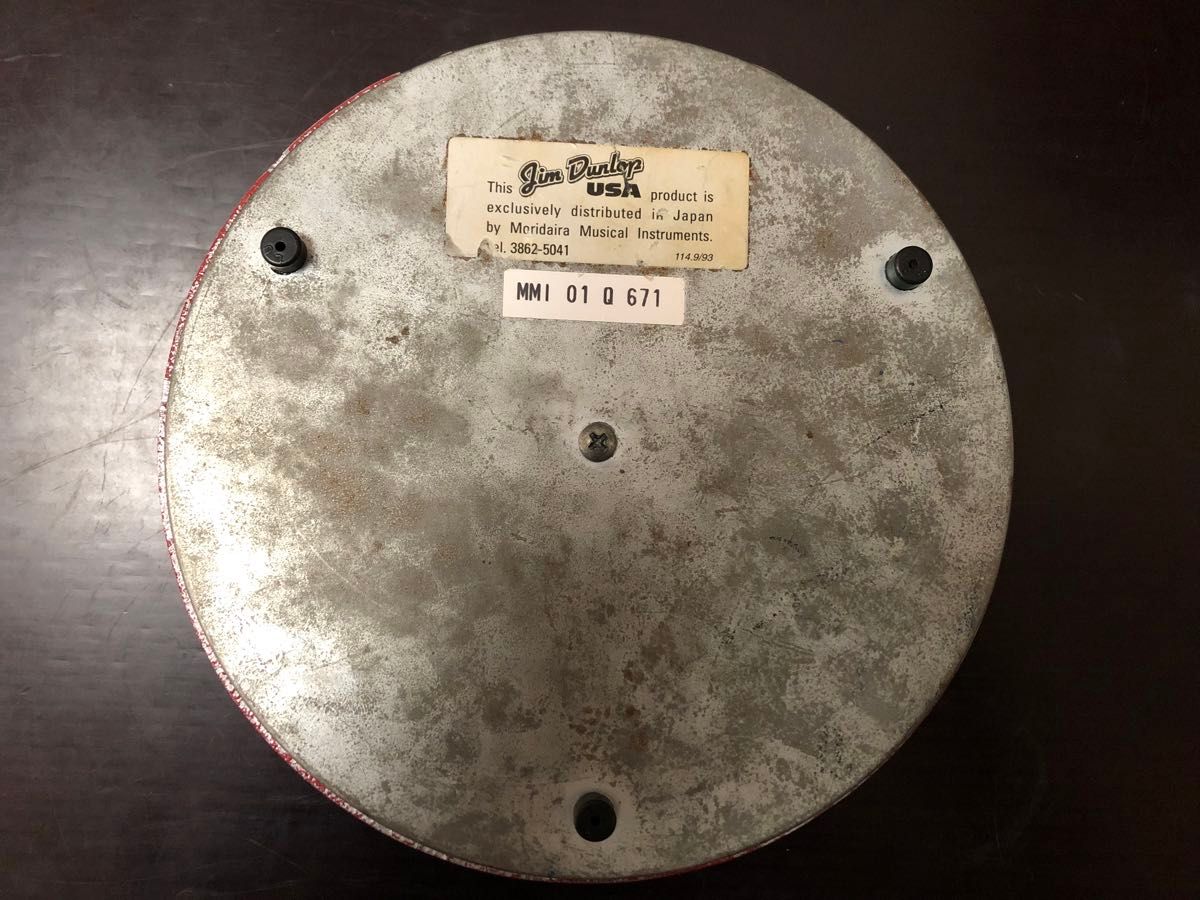 This Jim Dunlop USA product is
exclusively distributed in Japan
by Moridaira Musical Instruments.
el. 3862-5041 114.9/93
MMI 01 Q 671